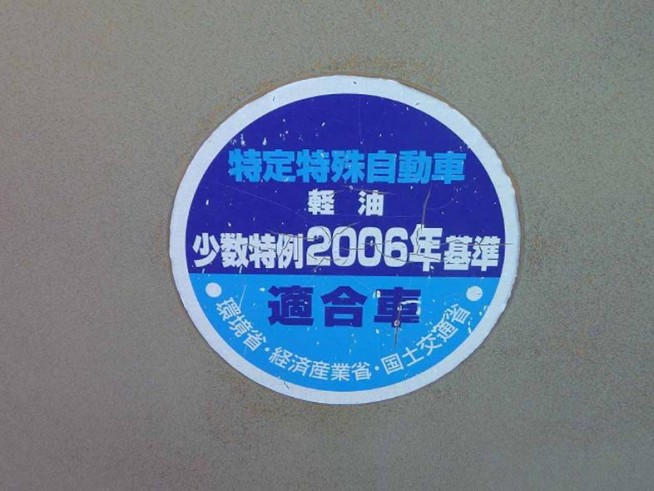 特定特殊自動車
軽 油
少数特例2006年基準
適合車
環境省・経済産業省・国土交通省